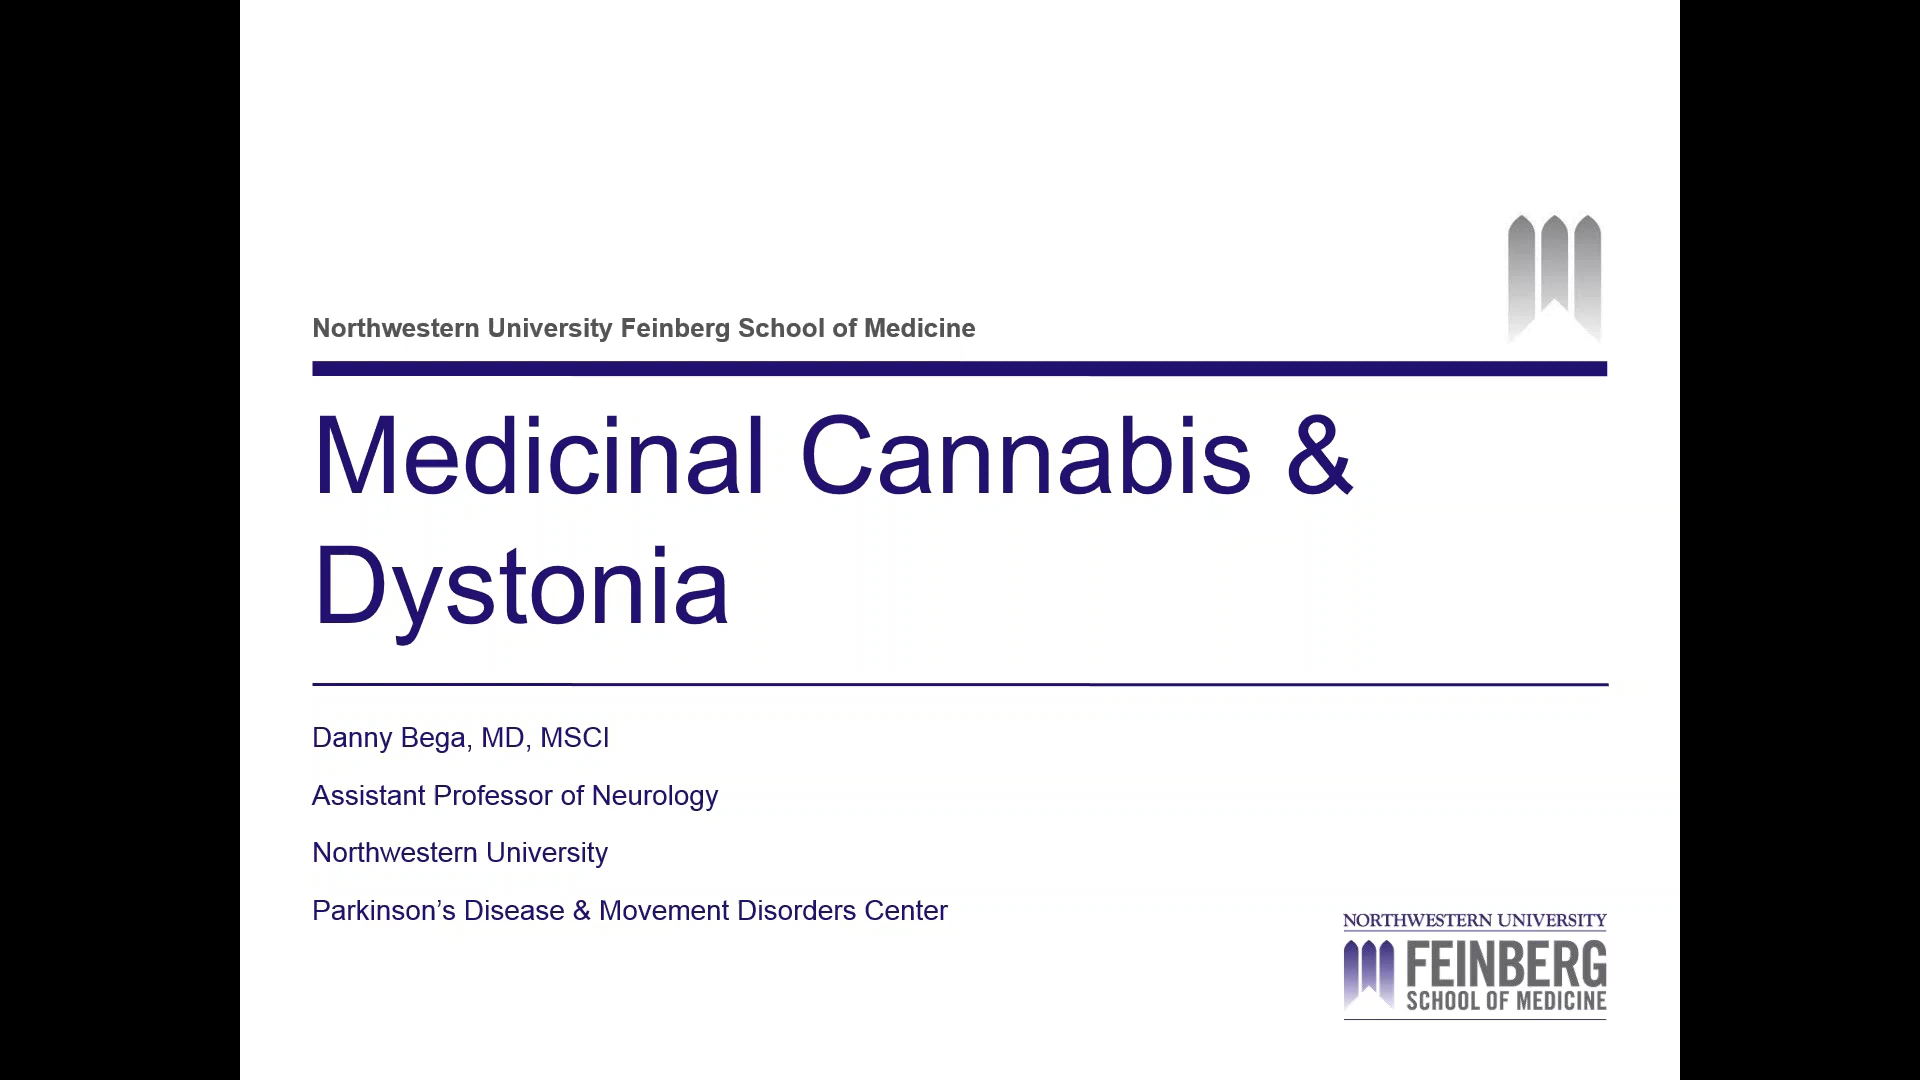 Northwestern University Feinberg School of Medicine
Medicinal Cannabis &
Dystonia
Danny Bega, MD, MSCI
Assistant Professor of Neurology
Northwestern University
Parkinson’s Disease & Movement Disorders Center
NORTHWESTERN UNIVERSITY
FEINBERG
SCHOOL OF MEDICINE